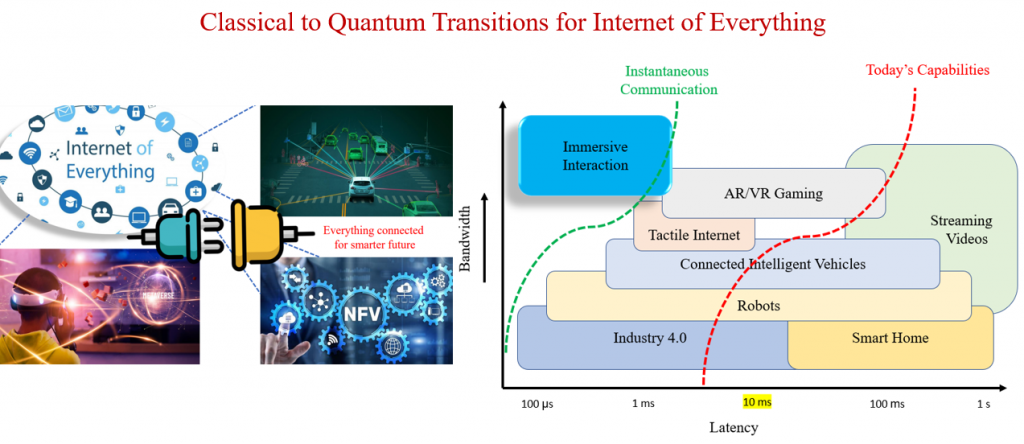 Classical to Quantum Transitions for Internet of Everything
Internet of
Everything
Everything connected
for smarter future
METAVERSE
NFV
Instantaneous
Communication
Today's Capabilities
Bandwidth
Immersive
Interaction
AR/VR Gaming
Tactile Internet
Streaming
Videos
Connected Intelligent Vehicles
Robots
Industry 4.0
Smart Home
100 µs
1 ms
10 ms
100 ms
1 s
Latency